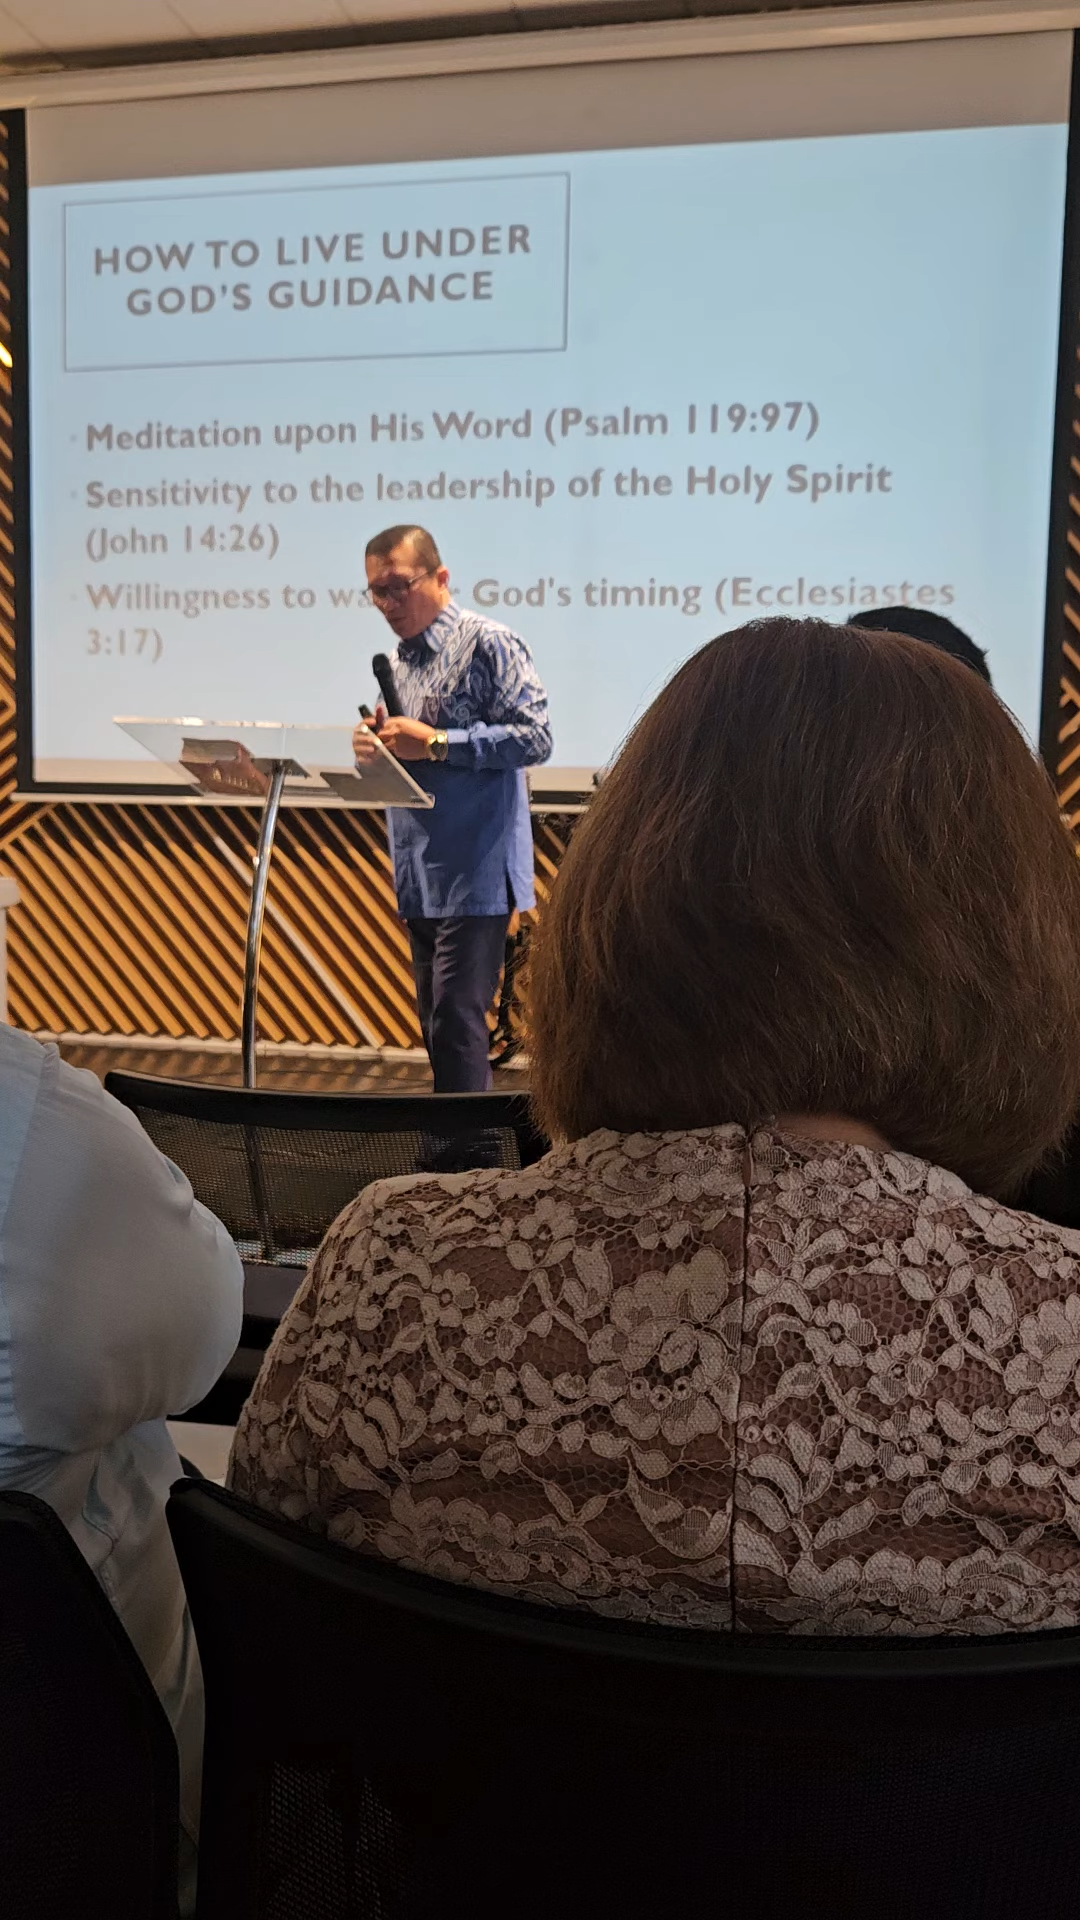 HOW TO LIVE UNDER
GOD'S GUIDANCE
Meditation upon His Word (Psalm 119:97)
Sensitivity to the leadership of the Holy Spirit
(John 14:26)
Willingness to God's timing (Ecclesiastes
3:17)